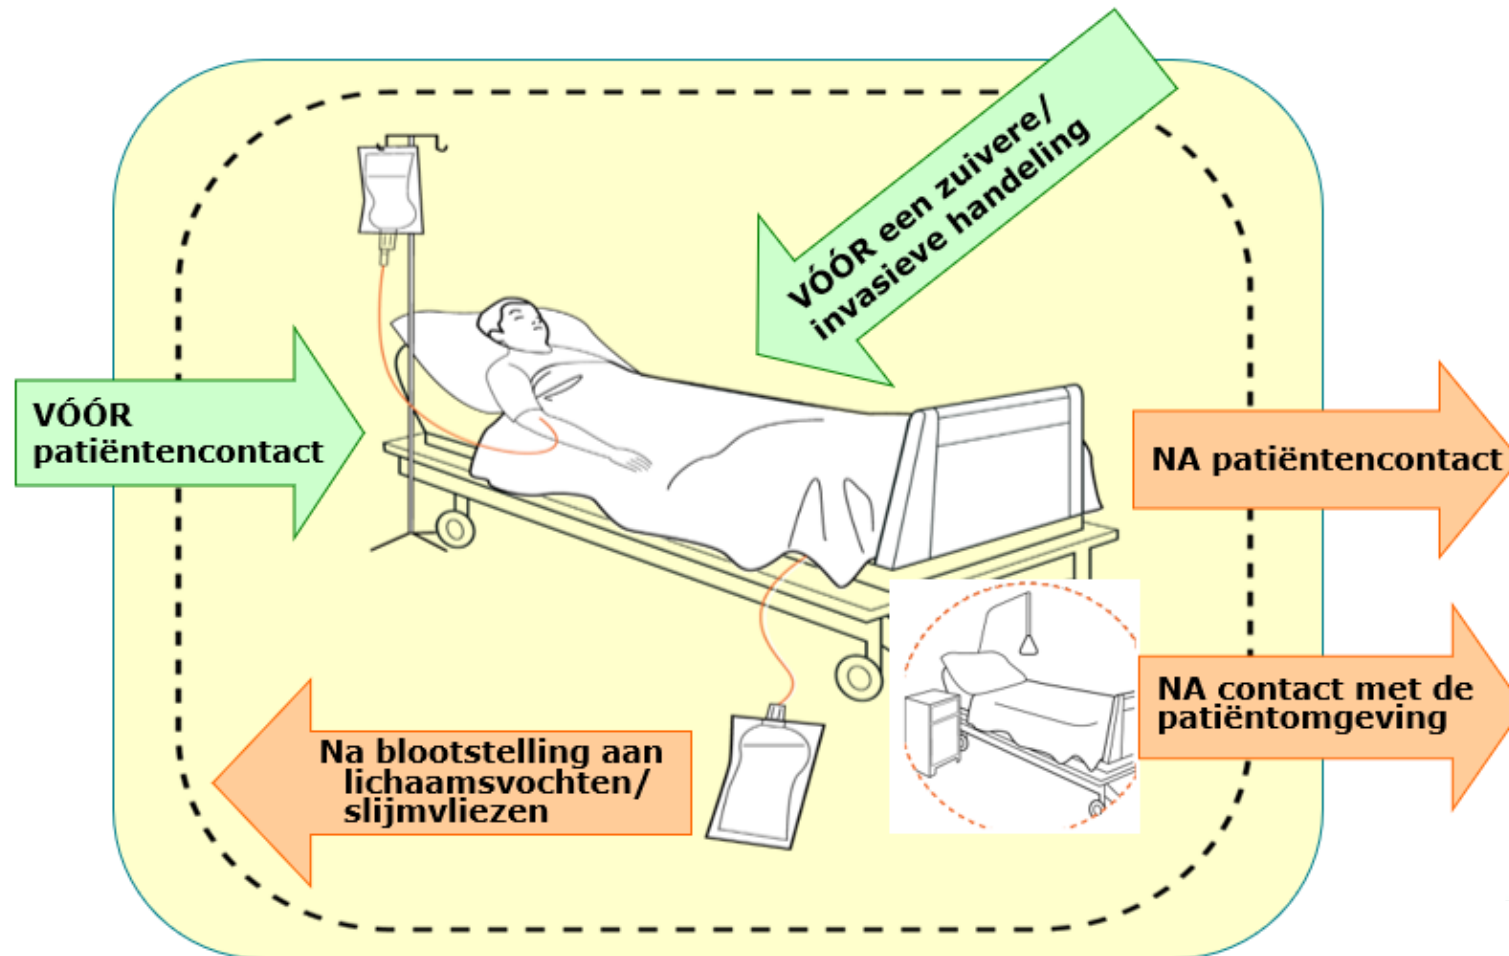 VÓÓR een zuivere/
invasieve handeling
VÓÓR
patiëntencontact
NA patiëntencontact
NA contact met de
patiëntomgeving
Na blootstelling aan
lichaamsvochten/
slijmvliezen